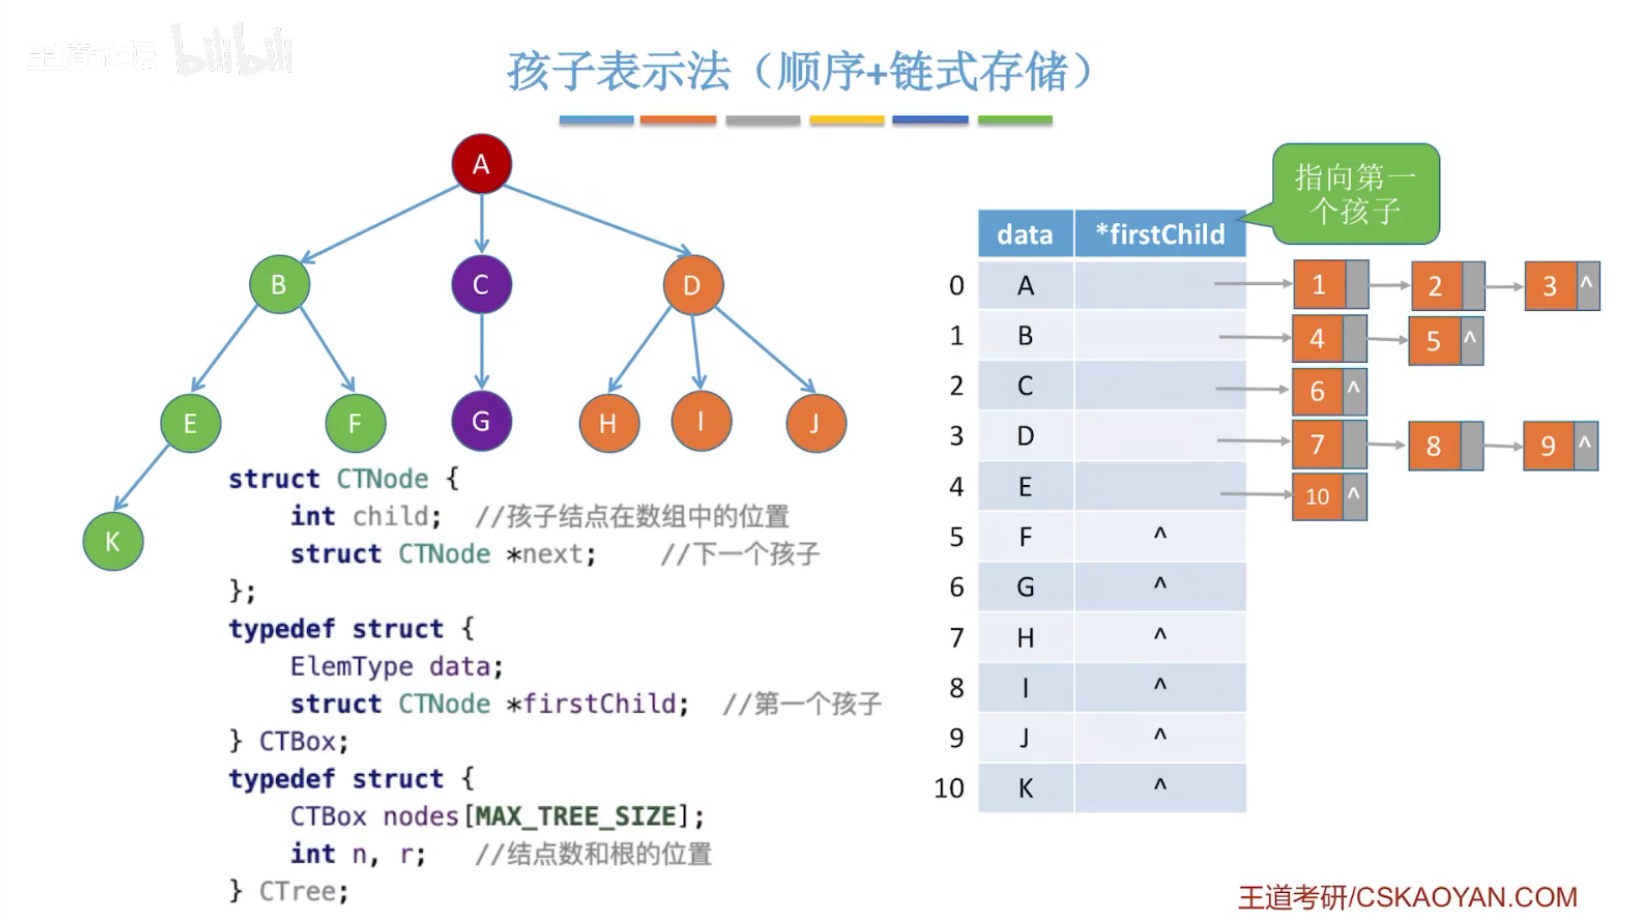 王道论坛 bilibili
孩子表示法（顺序+链式存储）
A
B C D
E F G H I J
K
struct CTNode {
int child; //孩子结点在数组中的位置
struct CTNode *next; //下一个孩子
};
typedef struct {
ElemType data;
struct CTNode *firstChild; //第一个孩子
} CTBox;
typedef struct {
CTBox nodes[MAX_TREE_SIZE];
int n, r; //结点数和根的位置
} CTree;
指向第一
个孩子
data *firstChild
0 A 1 2 3 ^
1 B 4 5 ^
2 C 6 ^
3 D 7 8 9 ^
4 E 10 ^
5 F ^
6 G ^
7 H ^
8 I ^
9 J ^
10 K ^
王道考研/CSKAOYAN.COM